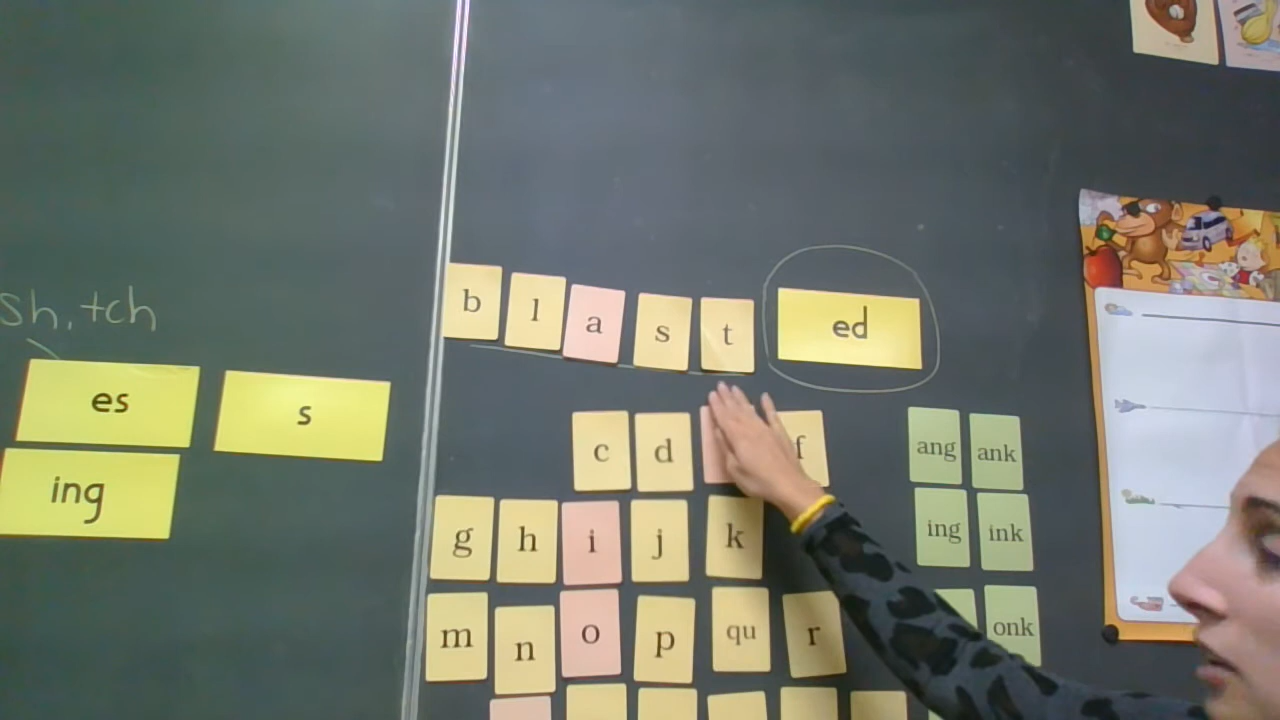 sh, tch
es s
ing
b l a s t ed
c d f
g h i j k
m n o p qu r
ang ank
ing ink
onk